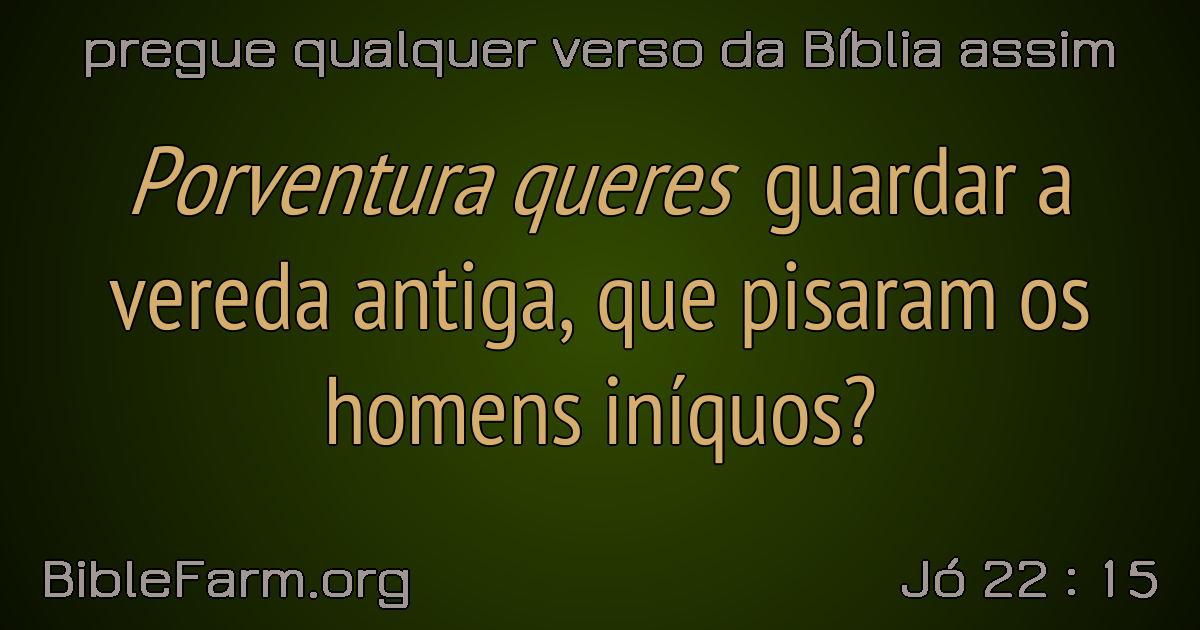 pregue qualquer verso da Bíblia assim
Porventura queres guardar a
vereda antiga, que pisaram os
homens iníquos?
BibleFarm.org
Jó 22 : 15